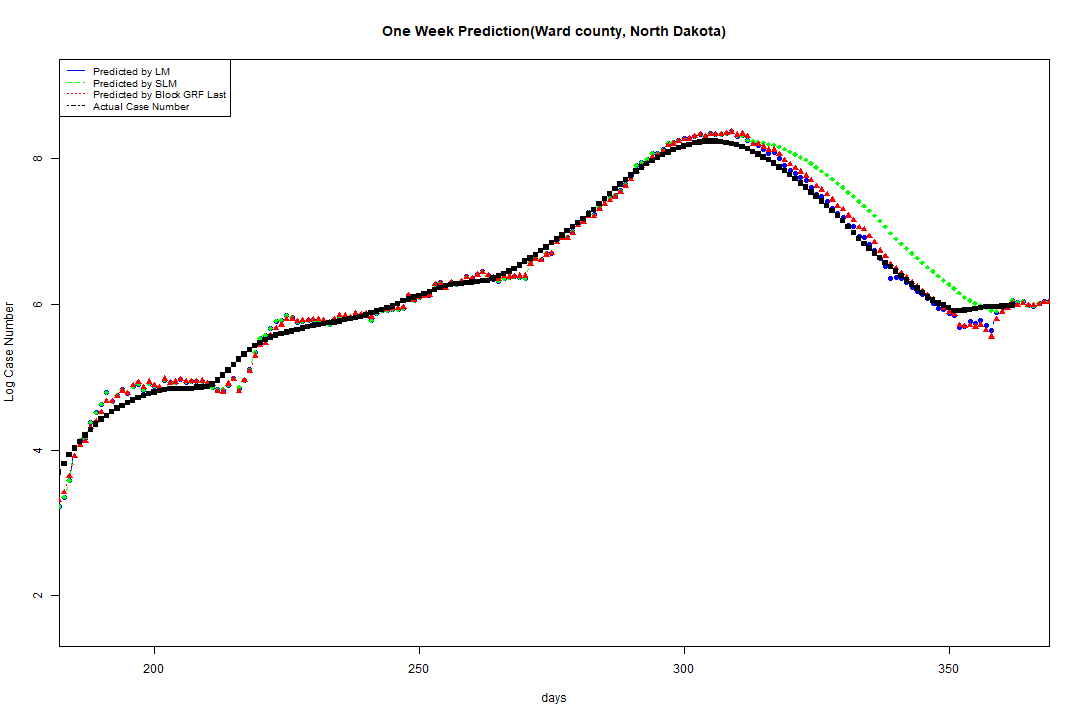 One Week Prediction(Ward county, North Dakota)
Predicted by LM
Predicted by SLM
Predicted by Block GRF Last
Actual Case Number
8
6
4
2
Log Case Number
200
250
300
350
days